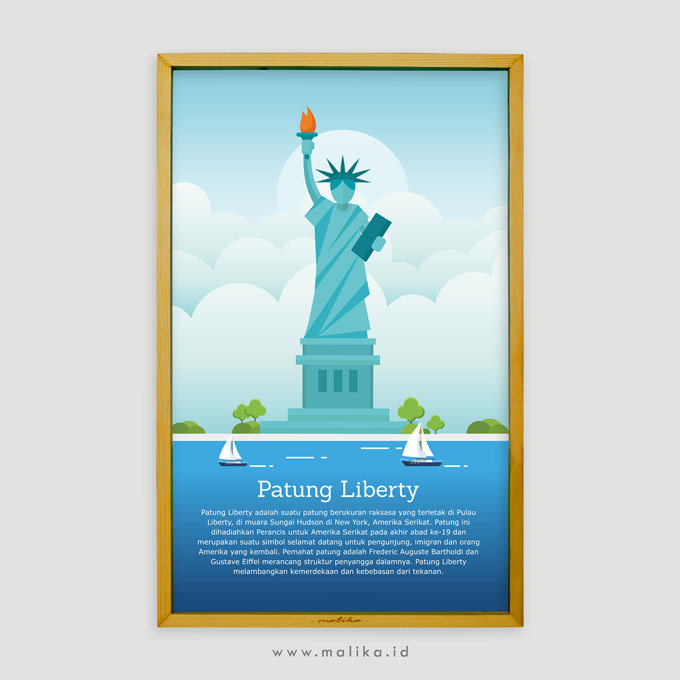 Patung Liberty
Patung Liberty adalah suatu patung berukuran raksasa yang terletak di Pulau
Liberty, di muara Sungai Hudson di New York, Amerika Serikat. Patung ini
dihadiahkan Perancis untuk Amerika Serikat pada akhir abad ke-19 dan
merupakan suatu simbol selamat datang untuk pengunjung, imigran dan orang
Amerika yang kembali. Pemahat patung adalah Frederic Auguste Bartholdi dan
Gustave Eiffel merancang struktur penyangga dalamnya. Patung Liberty
melambangkan kemerdekaan dan kebebasan dari tekanan.
malika
www.malika.id